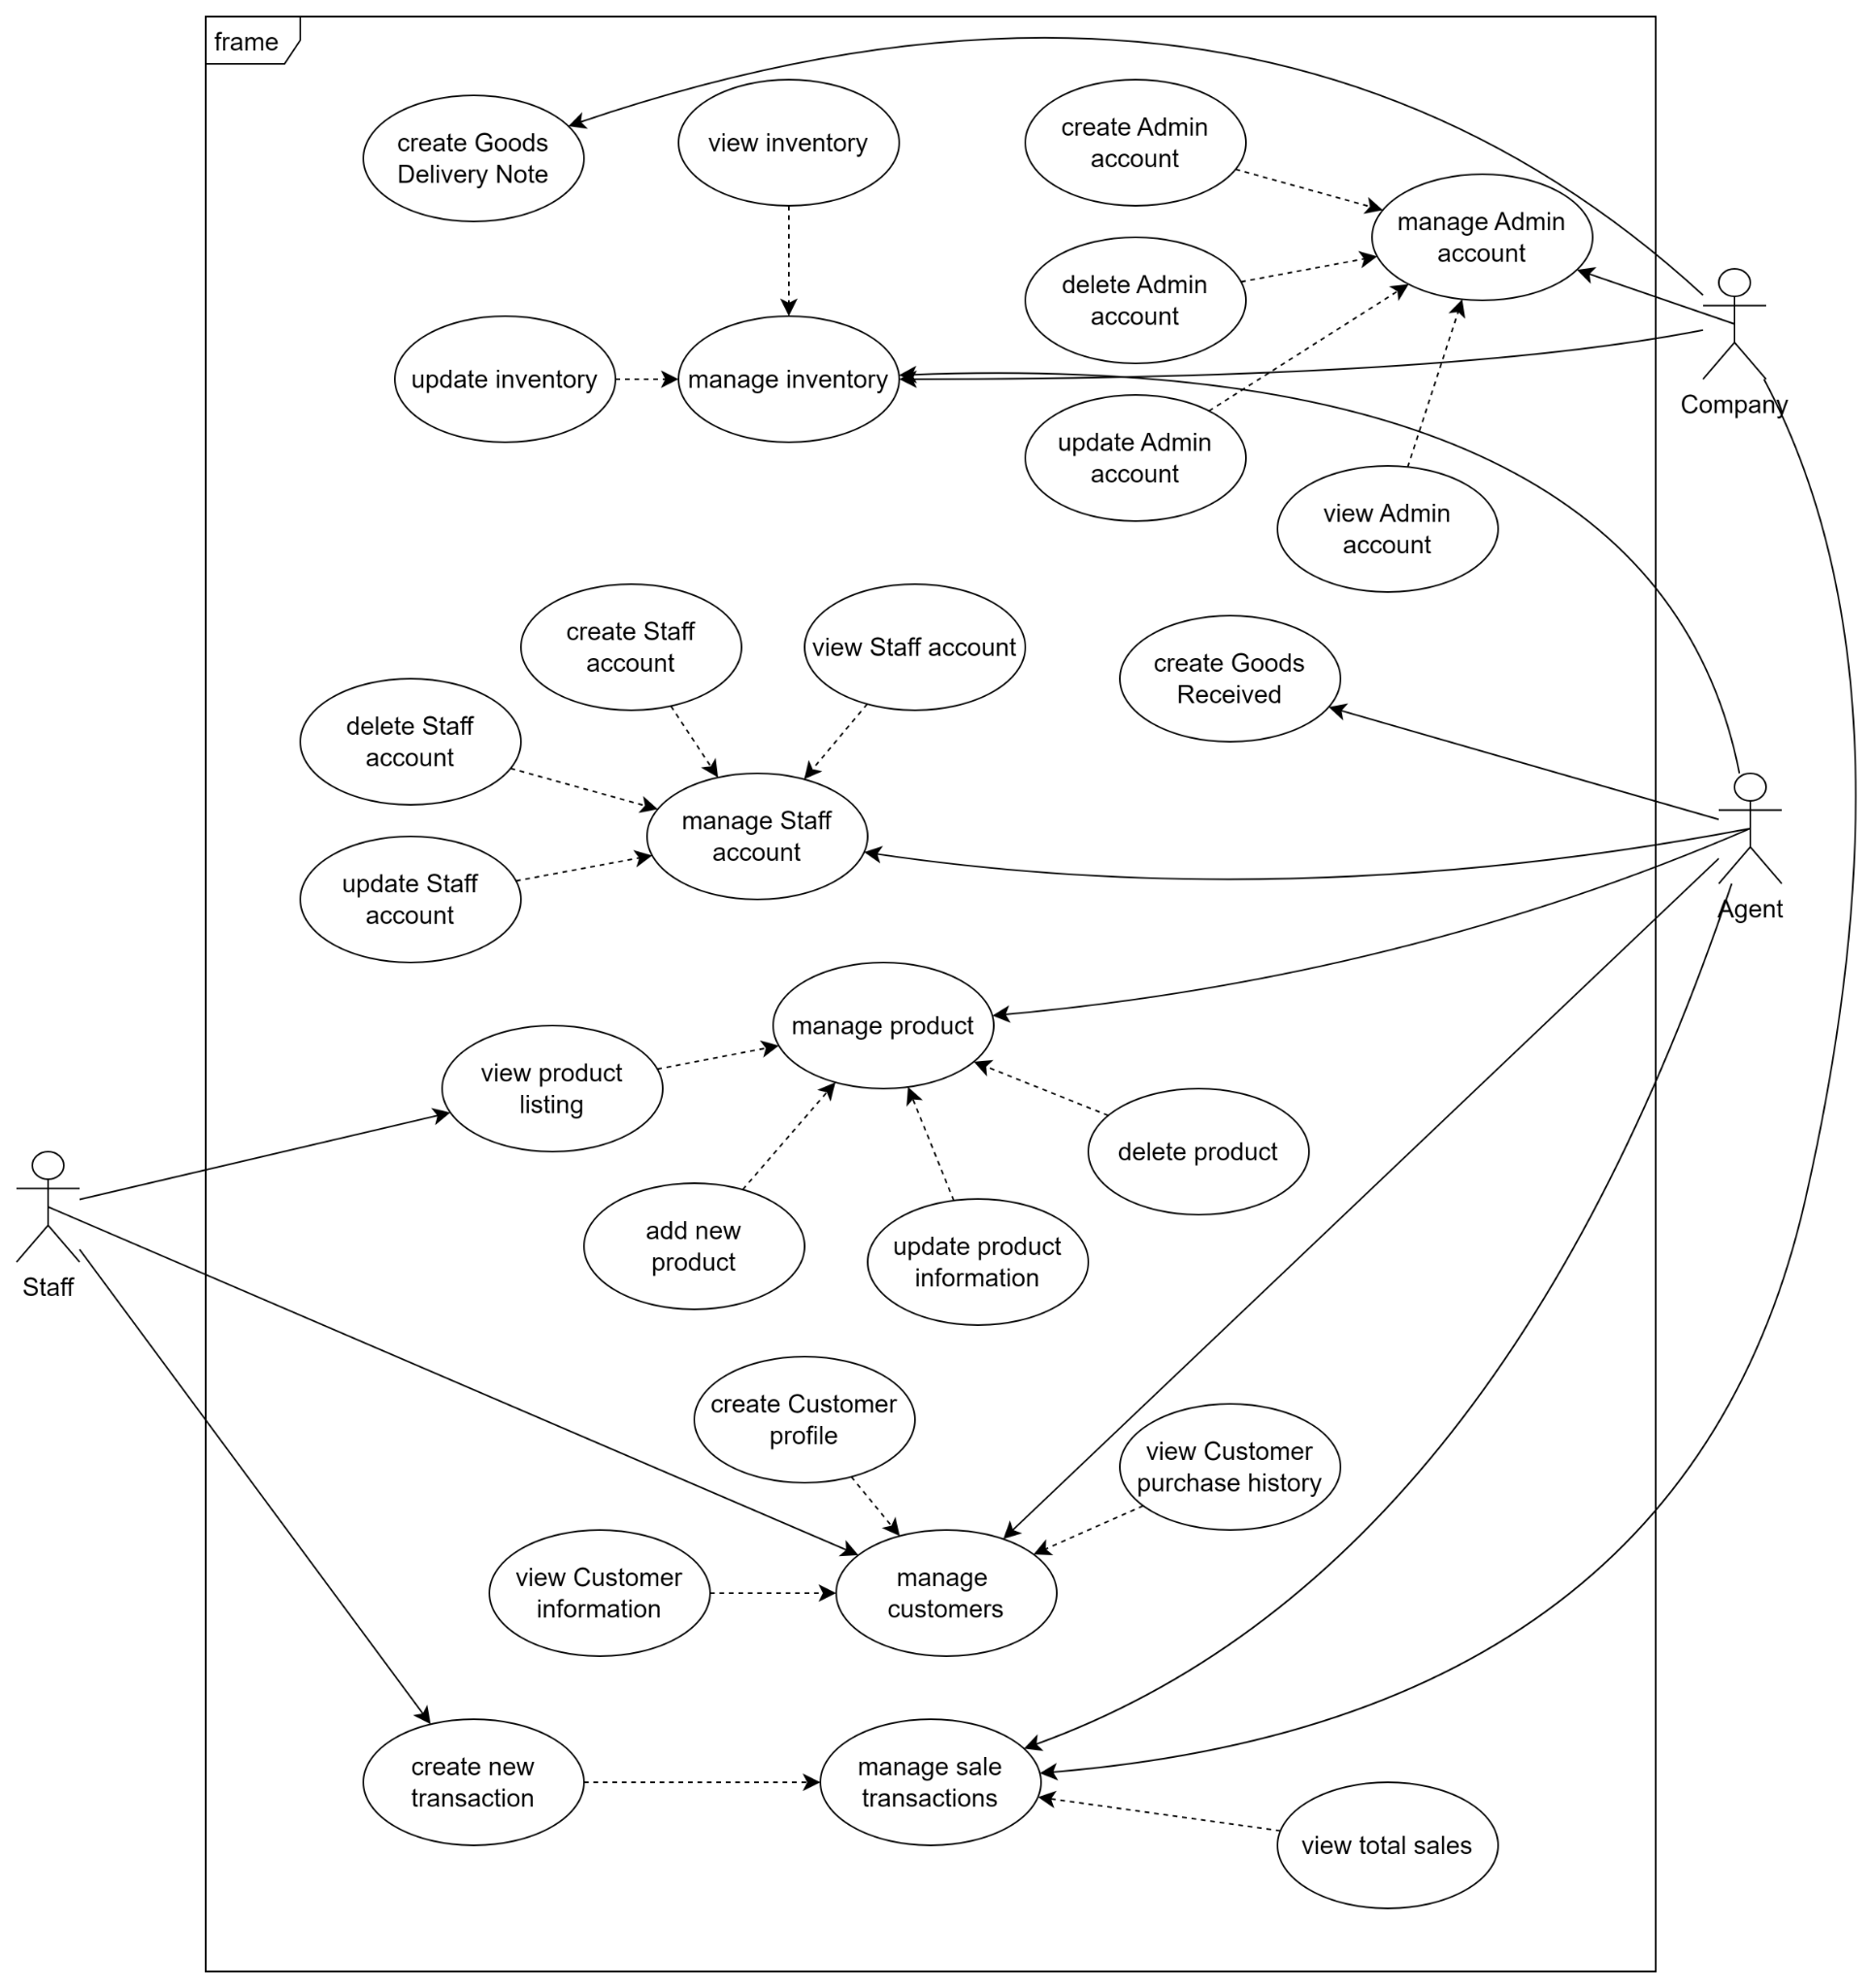 frame
create Goods
Delivery Note
view inventory
create Admin
account
manage Admin
account
delete Admin
account
update inventory
manage inventory
Company
update Admin
account
view Admin
account
create Staff
account
view Staff account
create Goods
Received
delete Staff
account
manage Staff
account
update Staff
account
Agent
manage product
view product
listing
delete product
add new
product
update product
information
Staff
create Customer
profile
view Customer
purchase history
view Customer
information
manage
customers
create new
transaction
manage sale
transactions
view total sales